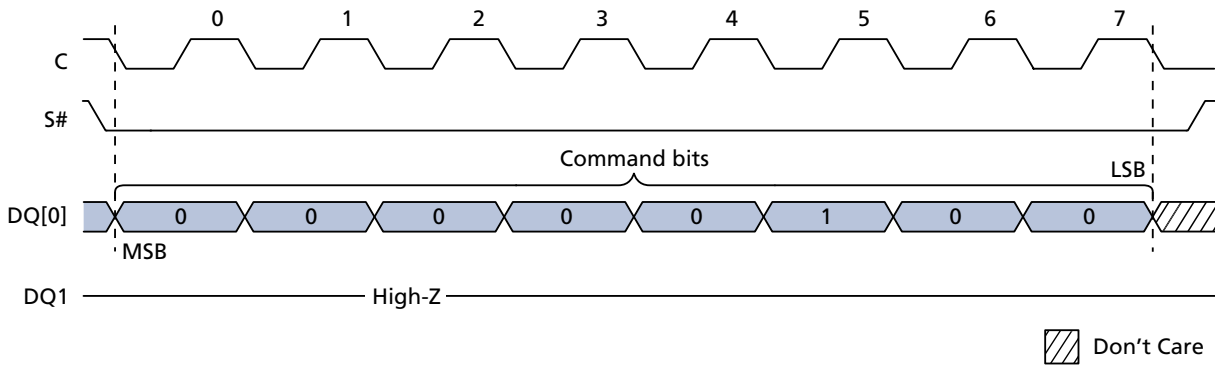 0 1 2 3 4 5 6 7
C
S#
Command bits
LSB
DQ[0] 0 0 0 0 0 1 0 0
MSB
DQ1 High-Z
Don't Care